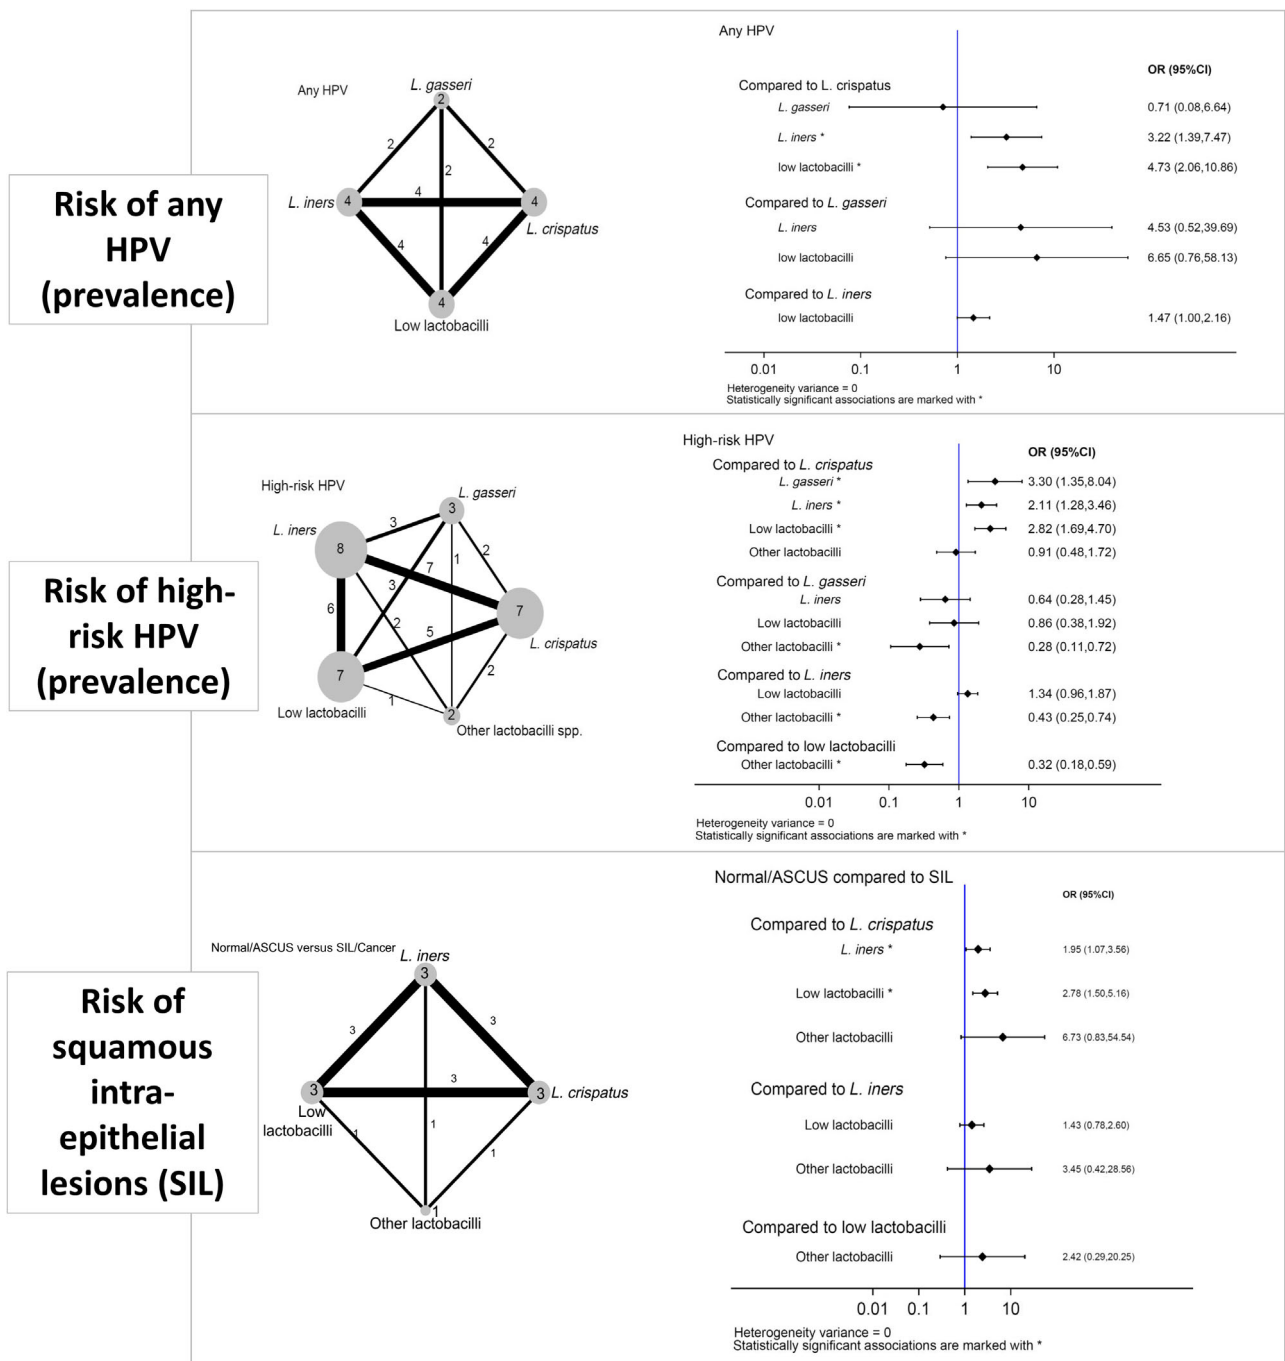 Risk of any
HPV
(prevalence)
Any HPV
L. gasseri
2
2
2
2
L. iners
4
4
4
L. crispatus
4
4
4
Low lactobacilli
Any HPV
OR (95%CI)
Compared to L. crispatus
L. gasseri 0.71 (0.08,6.64)
L. iners * 3.22 (1.39,7.47)
low lactobacilli * 4.73 (2.06,10.86)
Compared to L. gasseri
L. iners 4.53 (0.52,39.69)
low lactobacilli 6.65 (0.76,58.13)
Compared to L. iners
low lactobacilli 1.47 (1.00,2.16)
0.01 0.1 1 10
Heterogeneity variance = 0
Statistically significant associations are marked with *
Risk of high-
risk HPV
(prevalence)
High-risk HPV
L. gasseri
3
L. iners
8
3
1
2
7
3
6
2
5
7
L. crispatus
7
2
1
2
Low lactobacilli
Other lactobacilli spp.
High-risk HPV
OR (95%CI)
Compared to L. crispatus
L. gasseri * 3.30 (1.35,8.04)
L. iners * 2.11 (1.28,3.46)
Low lactobacilli * 2.82 (1.69,4.70)
Other lactobacilli 0.91 (0.48,1.72)
Compared to L. gasseri
L. iners 0.64 (0.28,1.45)
Low lactobacilli 0.86 (0.38,1.92)
Other lactobacilli * 0.28 (0.11,0.72)
Compared to L. iners
Low lactobacilli 1.34 (0.96,1.87)
Other lactobacilli * 0.43 (0.25,0.74)
Compared to low lactobacilli
Other lactobacilli * 0.32 (0.18,0.59)
0.01 0.1 1 10
Heterogeneity variance = 0
Statistically significant associations are marked with *
Risk of
squamous
intra-
epithelial
lesions (SIL)
Normal/ASCUS versus SIL/Cancer
L. iners
3
3
3
3
3
3
L. crispatus
Low
lactobacilli
1
1
1
1
Other lactobacilli
Normal/ASCUS compared to SIL
OR (95%CI)
Compared to L. crispatus
L. iners * 1.95 (1.07,3.56)
Low lactobacilli * 2.78 (1.50,5.16)
Other lactobacilli 6.73 (0.83,54.54)
Compared to L. iners
Low lactobacilli 1.43 (0.78,2.60)
Other lactobacilli 3.45 (0.42,28.56)
Compared to low lactobacilli
Other lactobacilli 2.42 (0.29,20.25)
0.01 0.1 1 10
Heterogeneity variance = 0
Statistically significant associations are marked with *